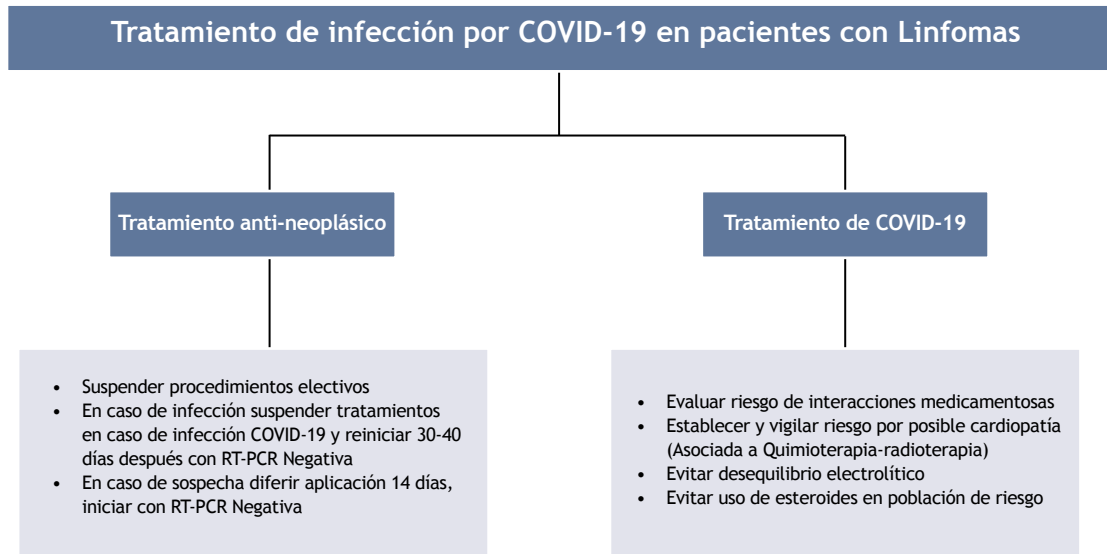 Tratamiento de infección por COVID-19 en pacientes con Linfomas
Tratamiento anti-neoplásico
• Suspender procedimientos electivos
• En caso de infección suspender tratamientos
en caso de infección COVID-19 y reiniciar 30-40
días después con RT-PCR Negativa
• En caso de sospecha diferir aplicación 14 días,
iniciar con RT-PCR Negativa
Tratamiento de COVID-19
• Evaluar riesgo de interacciones medicamentosas
• Establecer y vigilar riesgo por posible cardiopatía
(Asociada a Quimioterapia-radioterapia)
• Evitar desequilibrio electrolítico
• Evitar uso de esteroides en población de riesgo